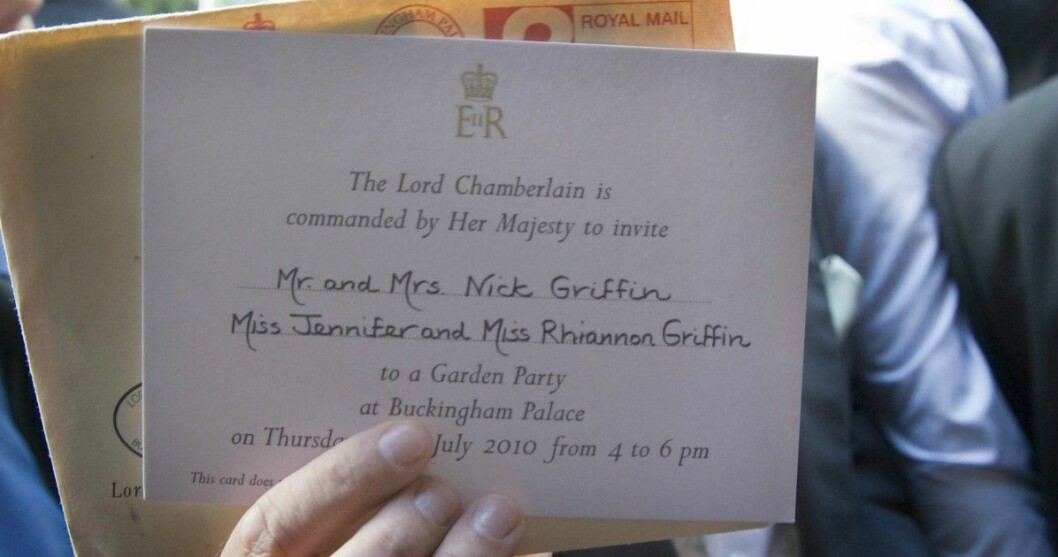 ROYAL MAIL
EIIR
The Lord Chamberlain is
commanded by Her Majesty to invite
Mr. and Mrs. Nick Griffin
Miss Jennifer and Miss Rhiannon Griffin
to a Garden Party
at Buckingham Palace
on July 2010 from 4 to 6 pm
This card does